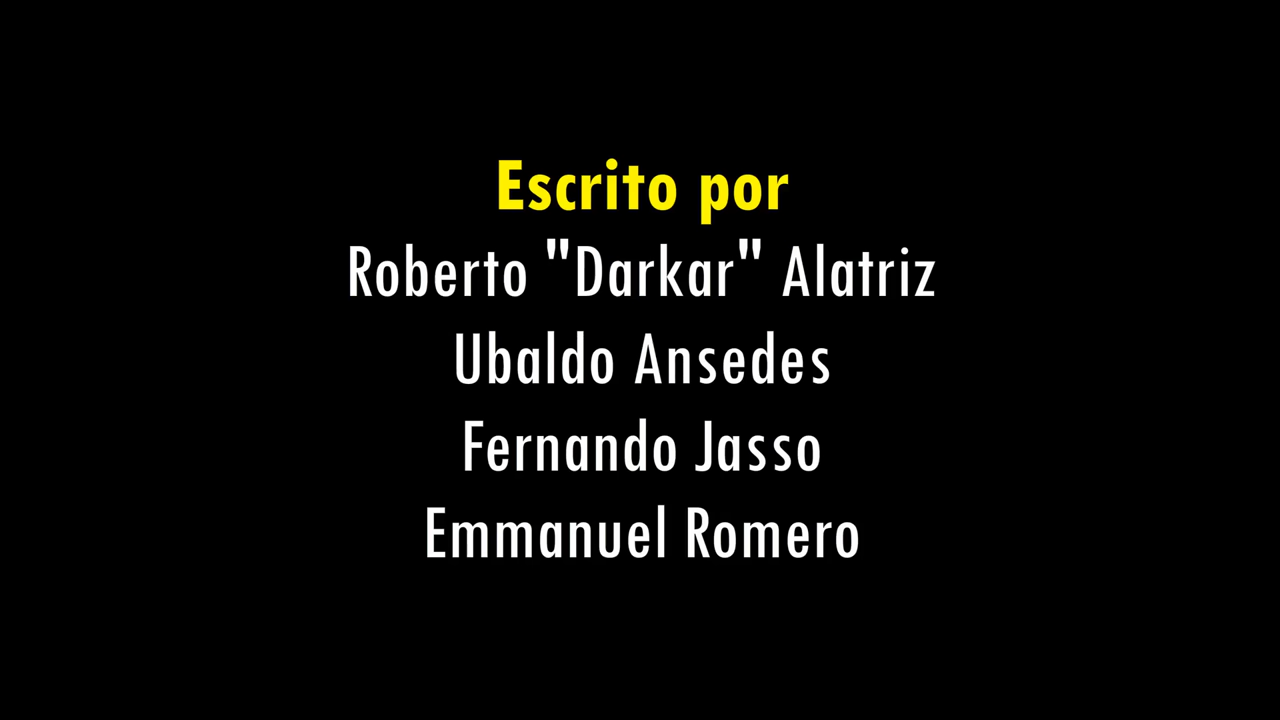 Escrito por
Roberto "Darkar" Alatriz
Ubaldo Ansedes
Fernando Jasso
Emmanuel Romero